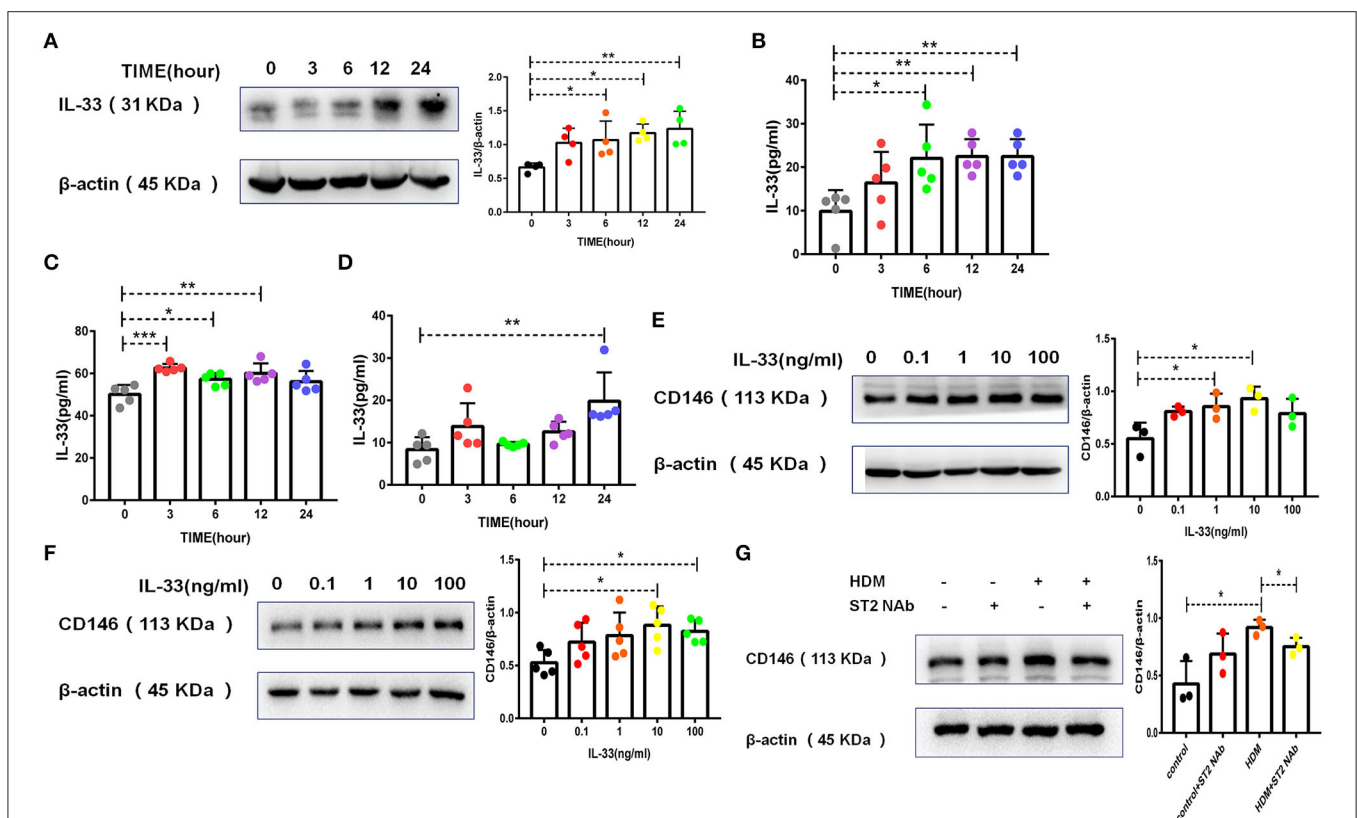 A
TIME(hour) 0 3 6 12 24
IL-33 ( 31 KDa )
β-actin ( 45 KDa )
** 
* 
*
2.0
1.5
1.0
0.5
0.0
IL-33/β-actin
0 3 6 12 24
TIME(hour)
B
**
**
*
40
30
20
10
0
IL-33(pg/ml)
0 3 6 12 24
TIME(hour)
C
**
*
***
80
60
40
20
0
IL-33(pg/ml)
0 3 6 12 24
TIME(hour)
D
**
40
30
20
10
0
IL-33(pg/ml)
0 3 6 12 24
TIME(hour)
E
IL-33(ng/ml) 0 0.1 1 10 100
CD146 ( 113 KDa )
β-actin ( 45 KDa )
*
*
1.5
1.0
0.5
0.0
CD146/β-actin
0 0.1 1 10 100
IL-33(ng/ml)
F
IL-33(ng/ml) 0 0.1 1 10 100
CD146 ( 113 KDa )
β-actin ( 45 KDa )
*
*
1.5
1.0
0.5
0.0
CD146/β-actin
0 0.1 1 10 100
IL-33(ng/ml)
G
HDM - - + +
ST2 NAb - + - +
CD146 ( 113 KDa )
β-actin ( 45 KDa )
*
*
1.5
1.0
0.5
0.0
CD146/β-actin
control
control+ST2 NAb
HDM
HDM+ST2 NAb